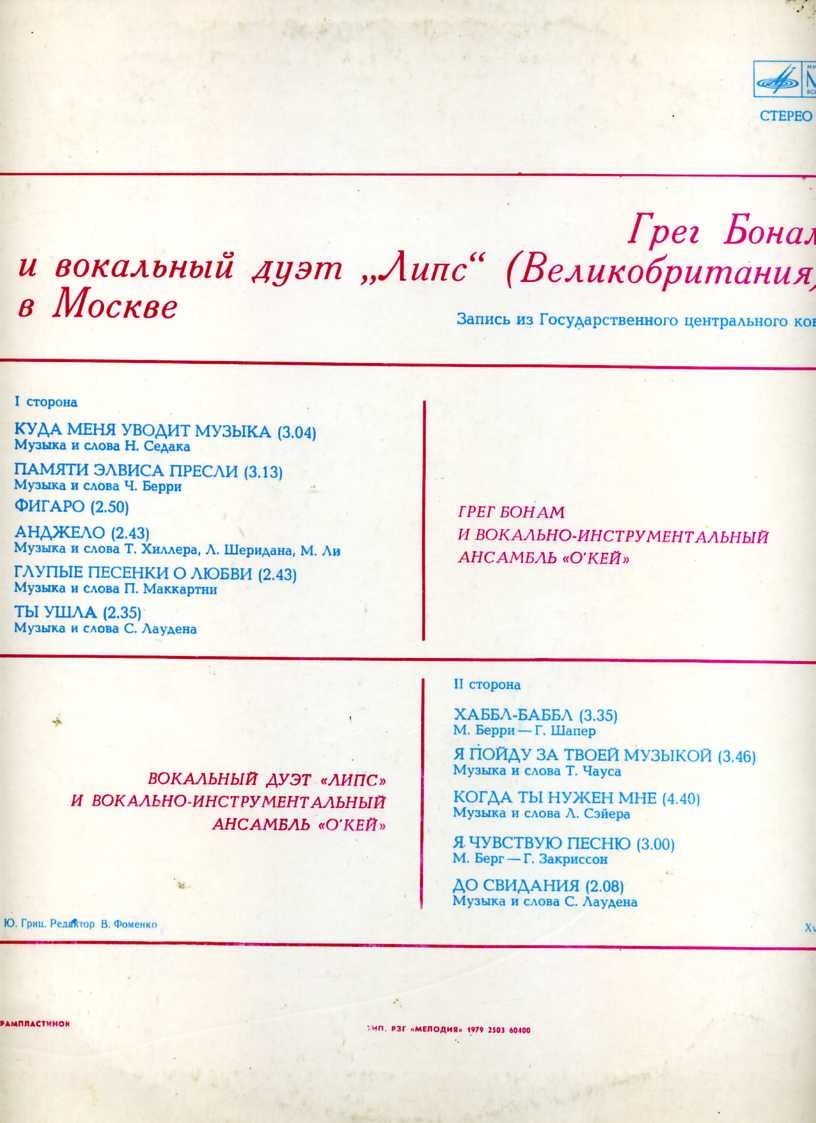 СТЕРЕО
Грег Бонам
и вокальный дуэт „Липс“ (Великобритания)
в Москве
Запись из Государственного центрального
I сторона
КУДА МЕНЯ УВОДИТ МУЗЫКА (3.04)
Музыка и слова Н. Седака
ПАМЯТИ ЭЛВИСА ПРЕСЛИ (3.13)
Музыка и слова Ч. Берри
ФИГАРО (2.50)
АНДЖЕЛО (2.43)
Музыка и слова Т. Хиллера, Л. Шеридана, М. Ли
ГЛУПЫЕ ПЕСЕНКИ О ЛЮБВИ (2.43)
Музыка и слова П. Маккартни
ТЫ УШЛА (2.35)
Музыка и слова С. Лаудена
ГРЕГ БОНАМ
И ВОКАЛЬНО-ИНСТРУМЕНТАЛЬНЫЙ
АНСАМБЛЬ «О’КЕЙ»
ВОКАЛЬНЫЙ ДУЭТ «ЛИПС»
И ВОКАЛЬНО-ИНСТРУМЕНТАЛЬНЫЙ
АНСАМБЛЬ «О’КЕЙ»
II сторона
ХАББЛ-БАББЛ (3.35)
М. Берри — Г. Шапер
Я ПОЙДУ ЗА ТВОЕЙ МУЗЫКОЙ (3.46)
Музыка и слова Т. Чауса
КОГДА ТЫ НУЖЕН МНЕ (4.40)
Музыка и слова Л. Сэйера
Я ЧУВСТВУЮ ПЕСНЮ (3.00)
М. Берг — Г. Закриссон
ДО СВИДАНИЯ (2.08)
Музыка и слова С. Лаудена
Ю. Гриц. Редактор В. Фоменко
РАМПЛАСТИНОК
ТИП. РЗГ «МЕЛОДИЯ» 1979 2503 60400